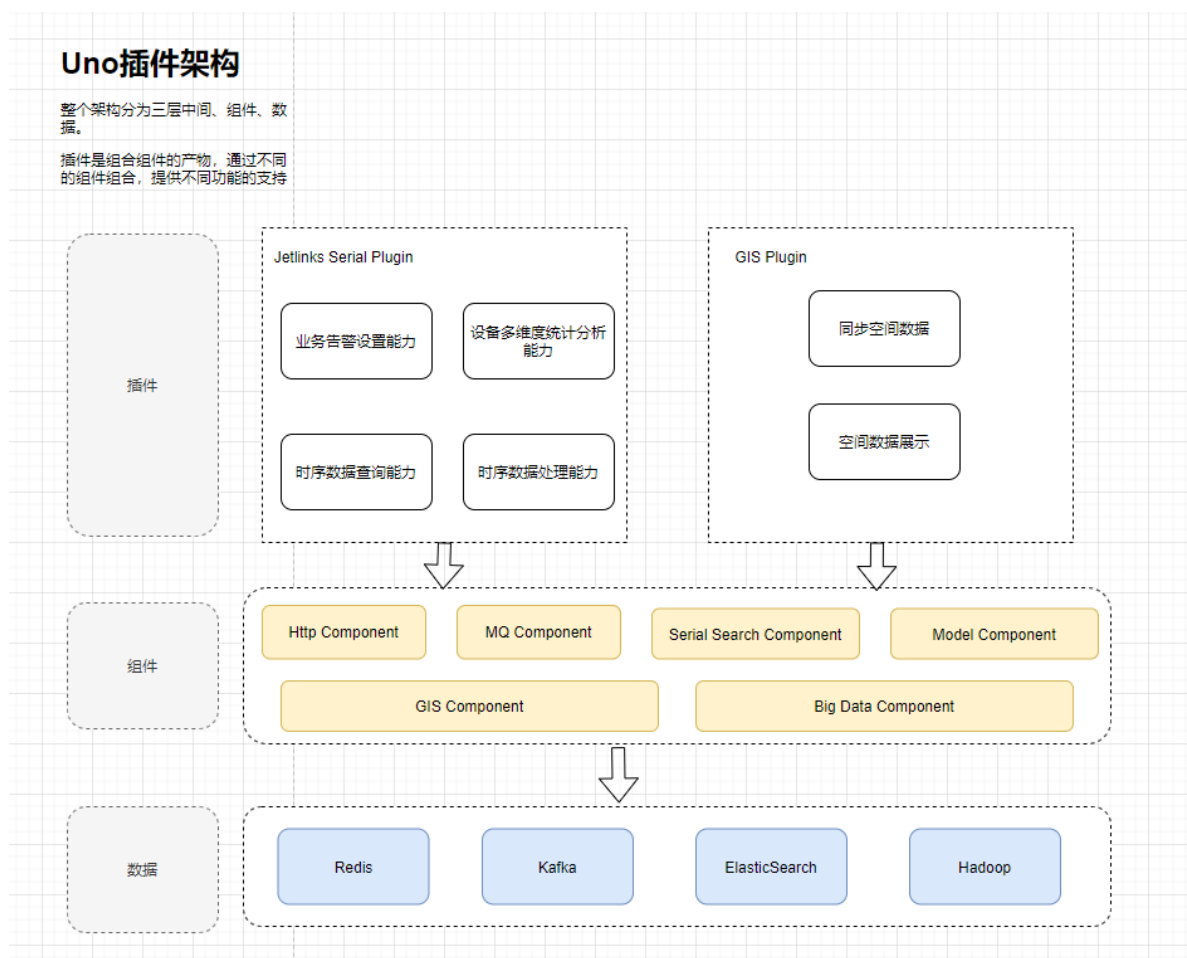 Uno插件架构
整个架构分为三层中间、组件、数
据。
插件是组合组件的产物，通过不同
的组件组合，提供不同功能的支持
插件
Jetlinks Serial Plugin
业务告警设置能力
设备多维度统计分析
能力
时序数据查询能力
时序数据处理能力
GIS Plugin
同步空间数据
空间数据展示
组件
Http Component
MQ Component
Serial Search Component
Model Component
GIS Component
Big Data Component
数据
Redis
Kafka
ElasticSearch
Hadoop